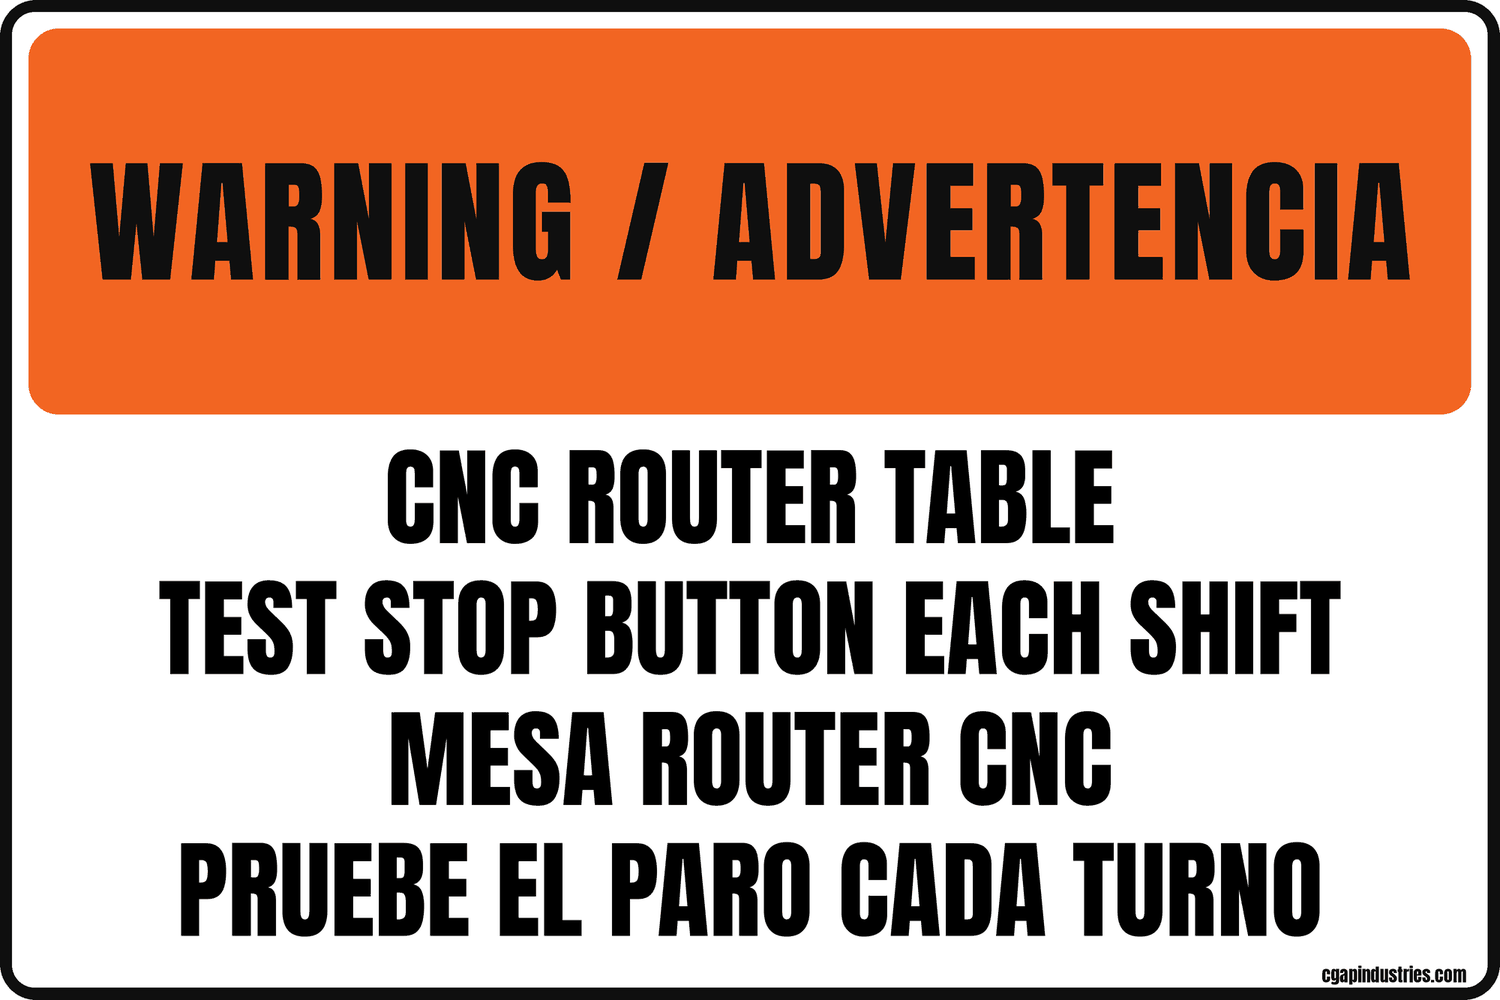 WARNING / ADVERTENCIA
CNC ROUTER TABLE
TEST STOP BUTTON EACH SHIFT
MESA ROUTER CNC
PRUEBE EL PARO CADA TURNO
cgapindustries.com